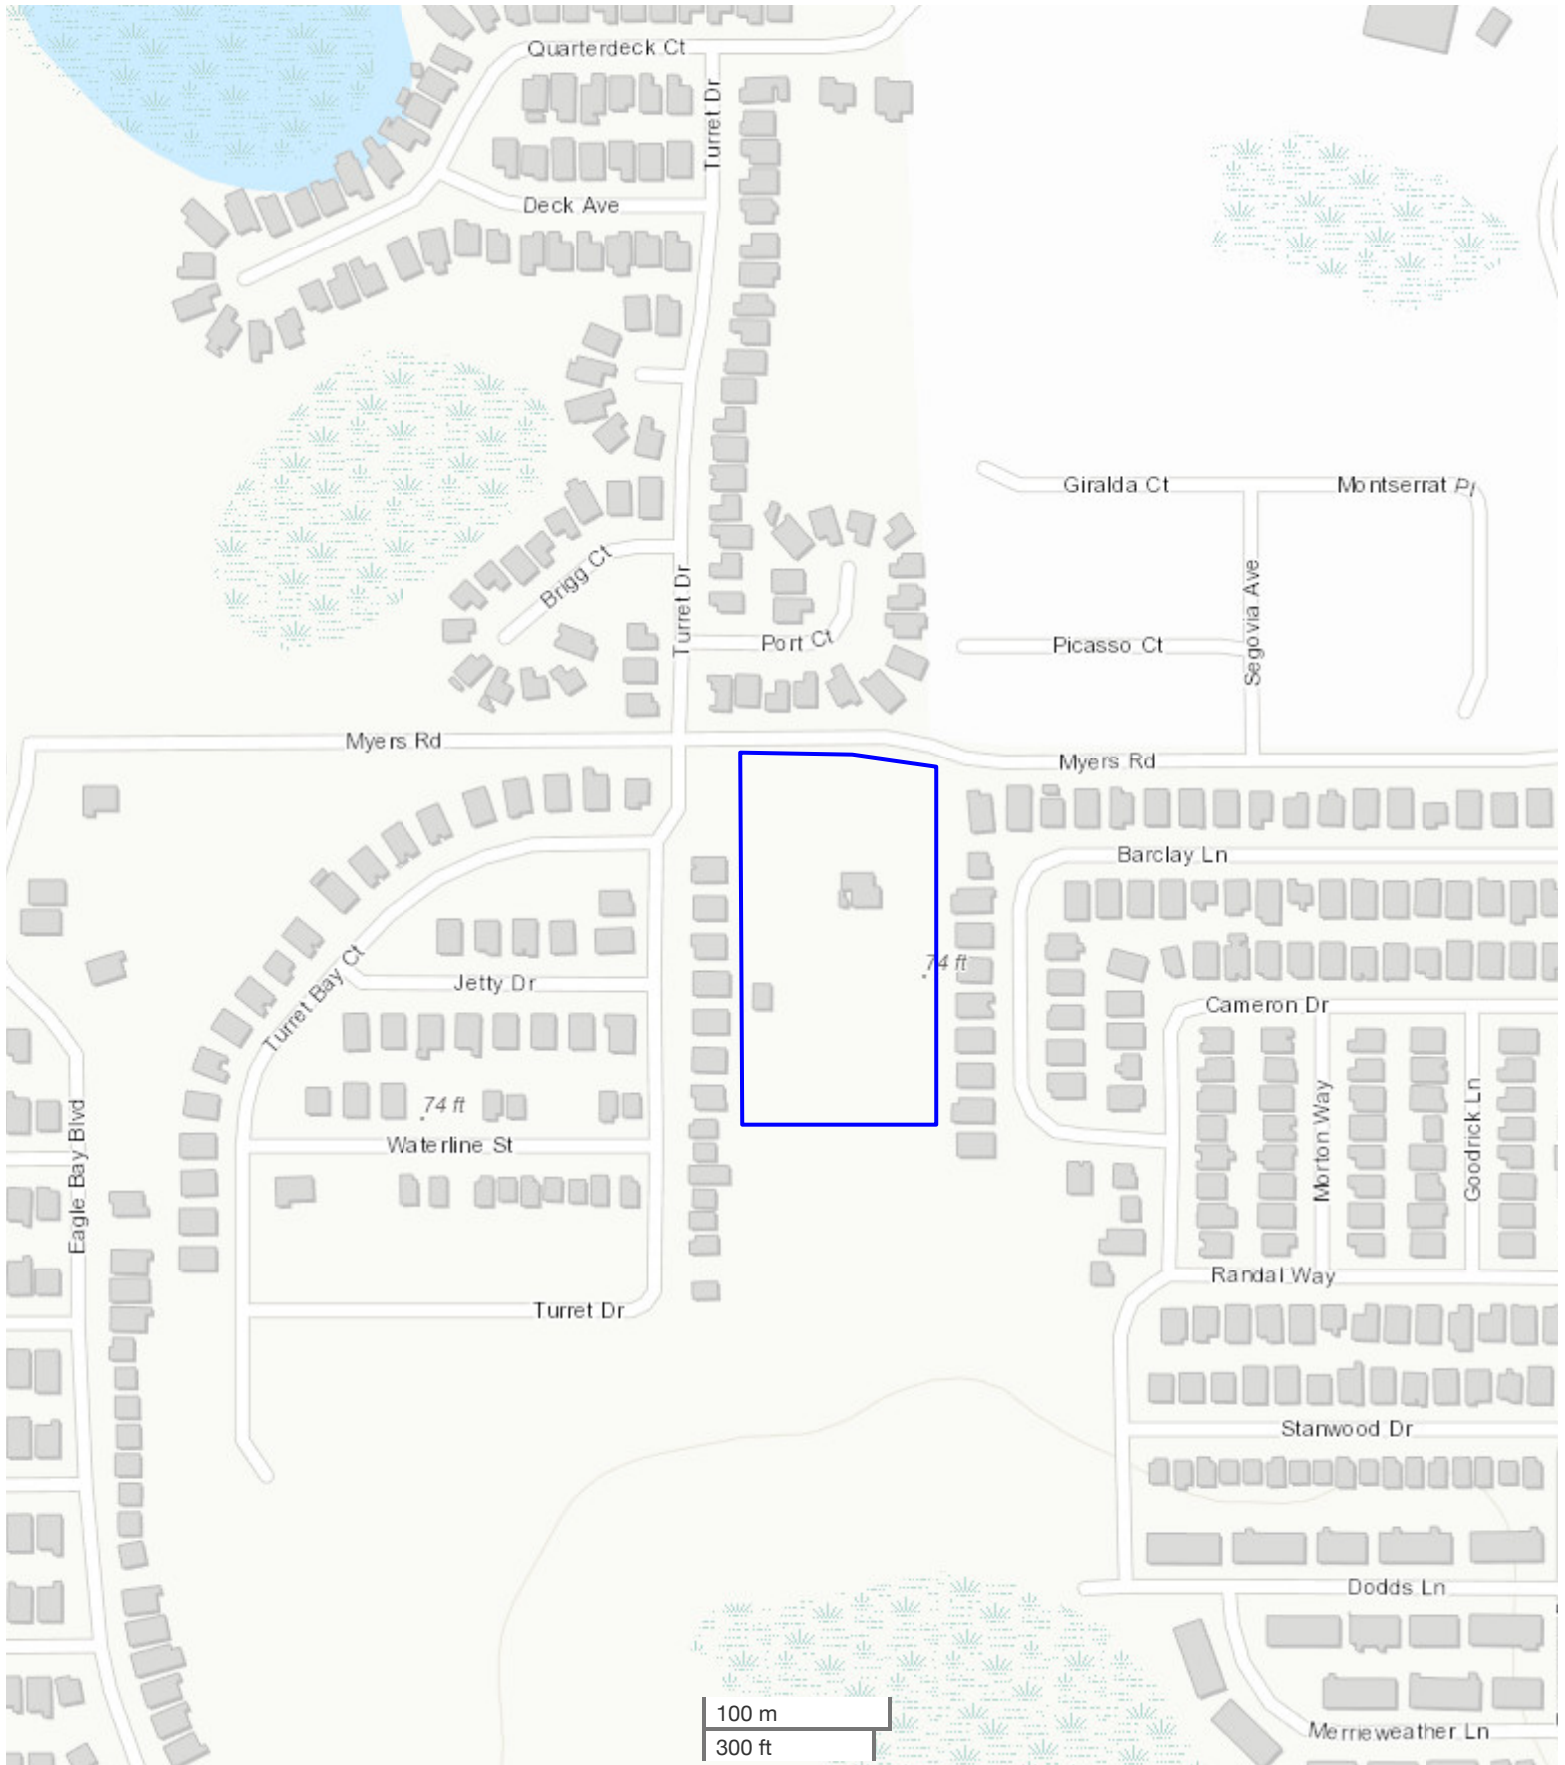 Quarterdeck Ct
Turret Dr
Deck Ave
Giralda Ct
Montserrat Pl
Brigg Ct
Turret Dr
Segovia Ave
Port Ct
Picasso Ct
Myers Rd
Myers Rd
Barclay Ln
74 ft
Turret Bay Ct
Jetty Dr
Cameron Dr
Eagle Bay Blvd
74 ft
Morton Way
Goodrick Ln
Waterline St
Randal Way
Turret Dr
Stanwood Dr
Dodds Ln
100 m
Merrieweather Ln
300 ft